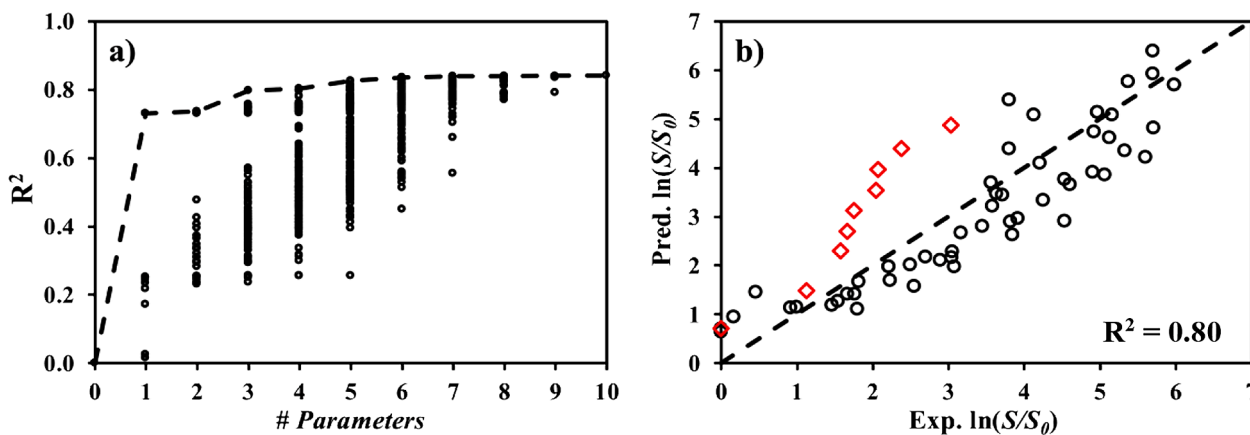 a)
1.0
0.8
0.6
0.4
0.2
0.0
R²
0 1 2 3 4 5 6 7 8 9 10
# Parameters
b)
7
6
5
4
3
2
1
0
Pred. ln(S/S₀)
R² = 0.80
0 1 2 3 4 5 6 7
Exp. ln(S/S₀)